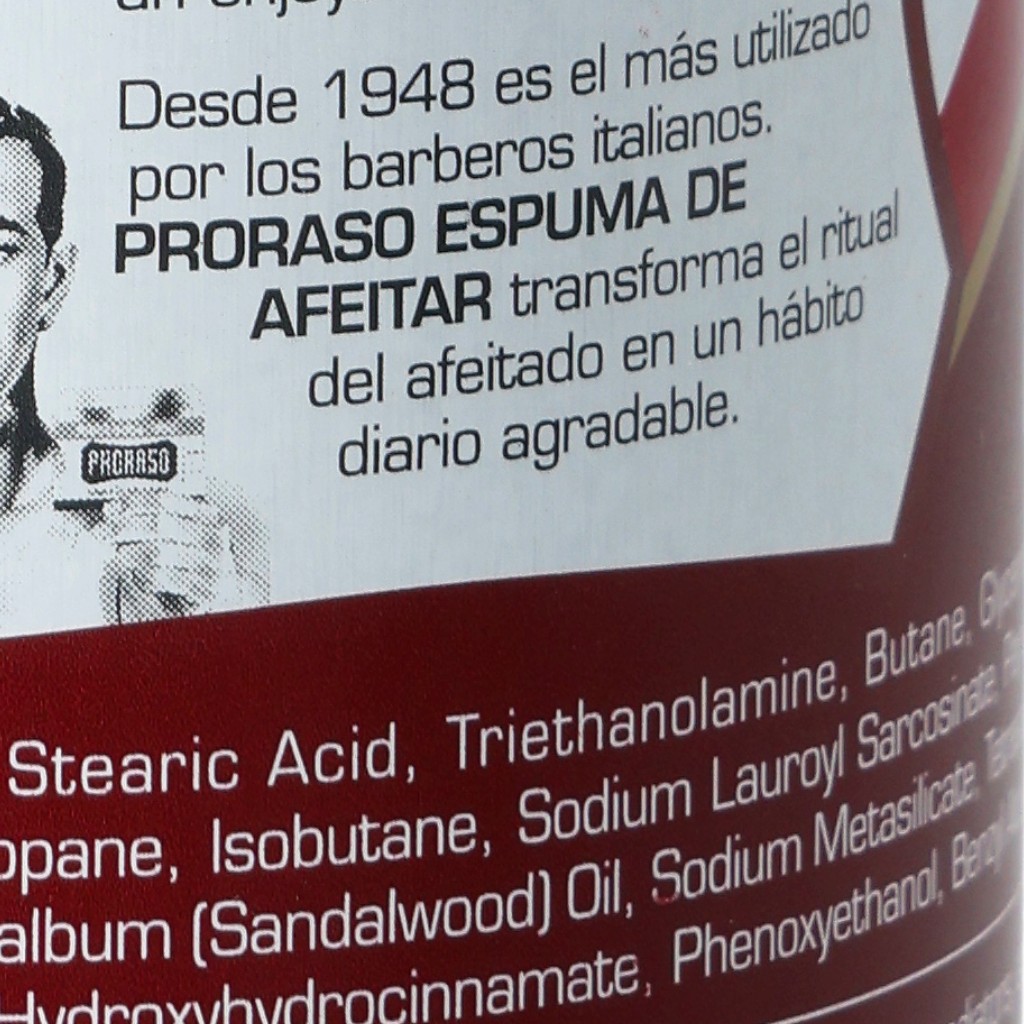 un enjoy.
Desde 1948 es el más utilizado
por los barberos italianos.
PRORASO ESPUMA DE
AFEITAR transforma el ritual
del afeitado en un hábito
diario agradable.
PRORASO
Stearic Acid, Triethanolamine, Butane,
opane, Isobutane, Sodium Lauroyl Sarcosinate,
album (Sandalwood) Oil, Sodium Metasilicate,
Hydroxyhydrocinnamate, Phenoxyethanol,